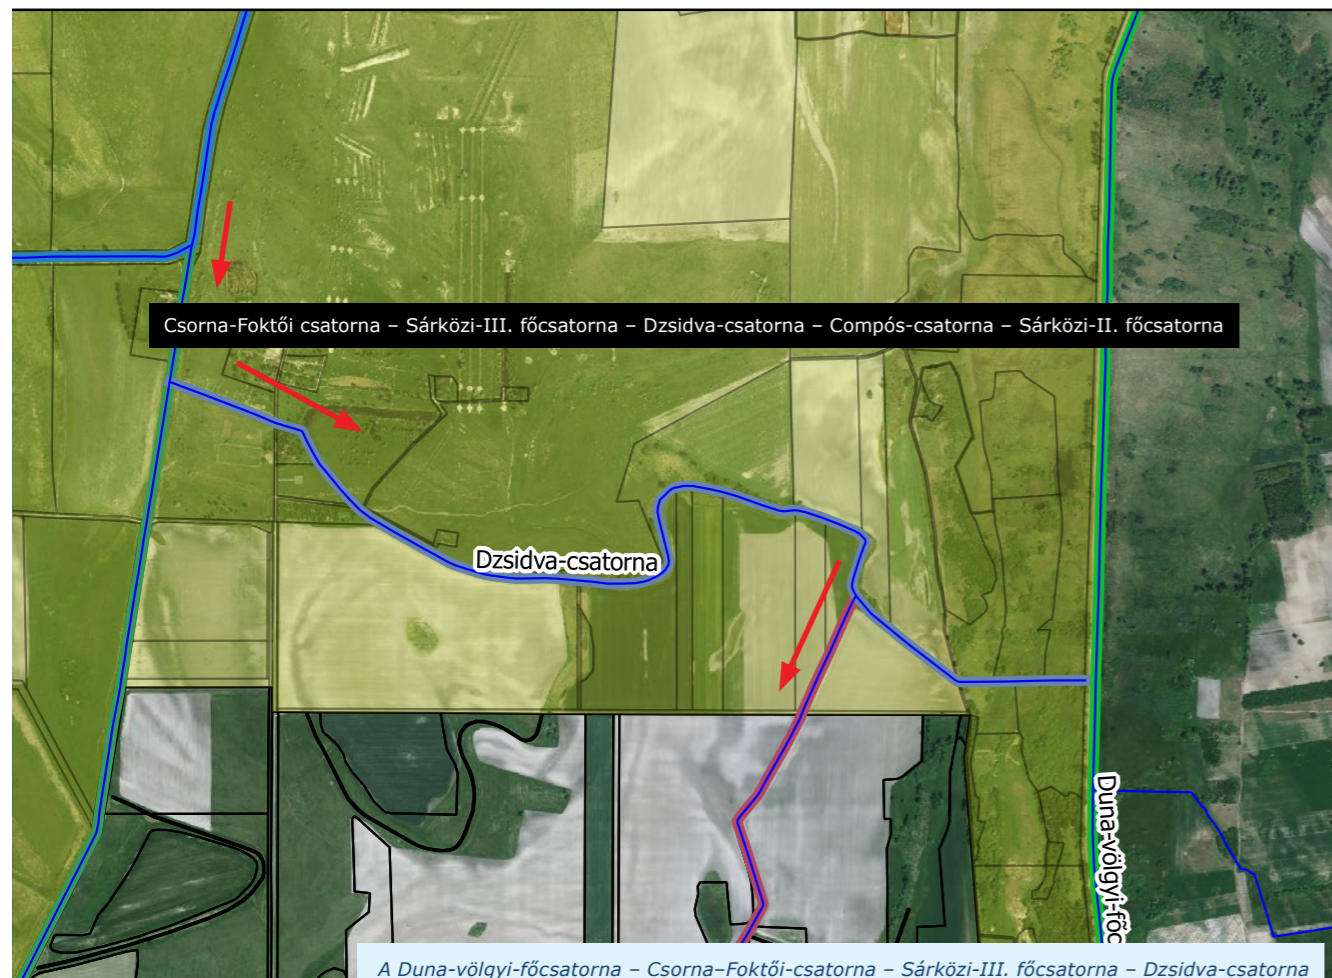 Csorna-Foktői csatorna – Sárközi-III. főcsatorna – Dzsidva-csatorna – Compós-csatorna – Sárközi-II. főcsatorna
Dzsidva-csatorna
Duna-völgyi-főc
A Duna-völgyi-főcsatorna – Csorna–Foktői-csatorna – Sárközi-III. főcsatorna – Dzsidva-csatorna